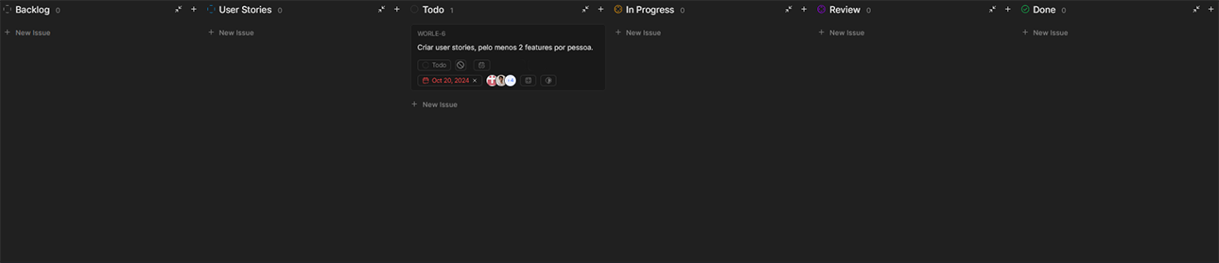 Backlog 0
User Stories 0
Todo 1
In Progress 0
Review 0
Done 0
+ New Issue
+ New Issue
WORLE-6
Criar user stories, pelo menos 2 features por pessoa.
Todo
Oct 20, 2024 ×
+ New Issue
+ New Issue
+ New Issue
+ New Issue